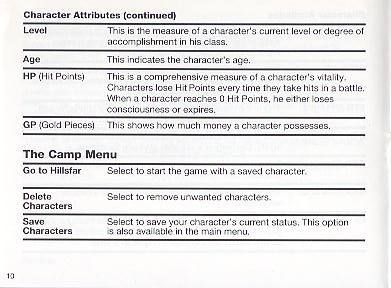 Character Attributes (continued)
Level This is the measure of a character's current level or degree of
accomplishment in his class.
Age This indicates the character's age.
HP (Hit Points) This is a comprehensive measure of a character's vitality.
Characters lose Hit Points every time they take hits in a battle.
When a character reaches 0 Hit Points, he either loses
consciousness or expires.
GP (Gold Pieces) This shows how much money a character possesses.
The Camp Menu
Go to Hillsfar Select to start the game with a saved character.
Delete Select to remove unwanted characters.
Characters
Save Select to save your character's current status. This option
Characters is also available in the main menu.
10